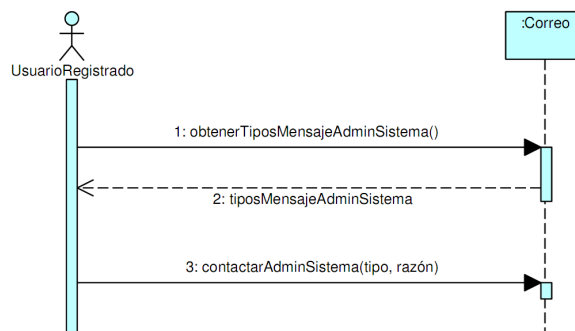 :Correo
UsuarioRegistrado
1: obtenerTiposMensajeAdminSistema()
2: tiposMensajeAdminSistema
3: contactarAdminSistema(tipo, razón)